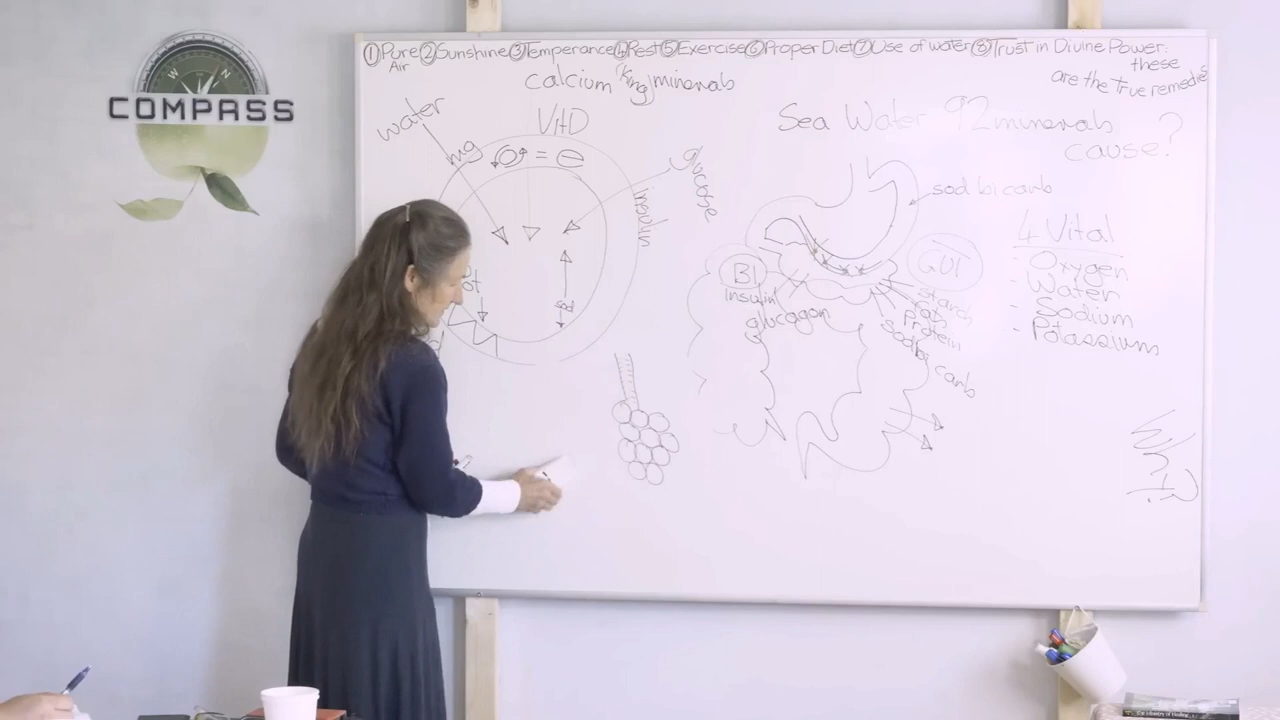 COMPASS
W N
①Pure ②Sunshine ③Temperance ④Rest ⑤Exercise ⑥Proper Diet ⑦Use of water ⑧Trust in Divine Power:
Air
these
are the true remedies
calcium (king) minerals
water
Vit D
mg
= e
glucose
insulin
sod
Sea Water 92 minerals
cause?
sod bicarb
B1
insulin
glucagon
GUT
starch
fats
Protein
Sod bi carb
4 Vital
- Oxygen
- Water
- Sodium
- Potassium